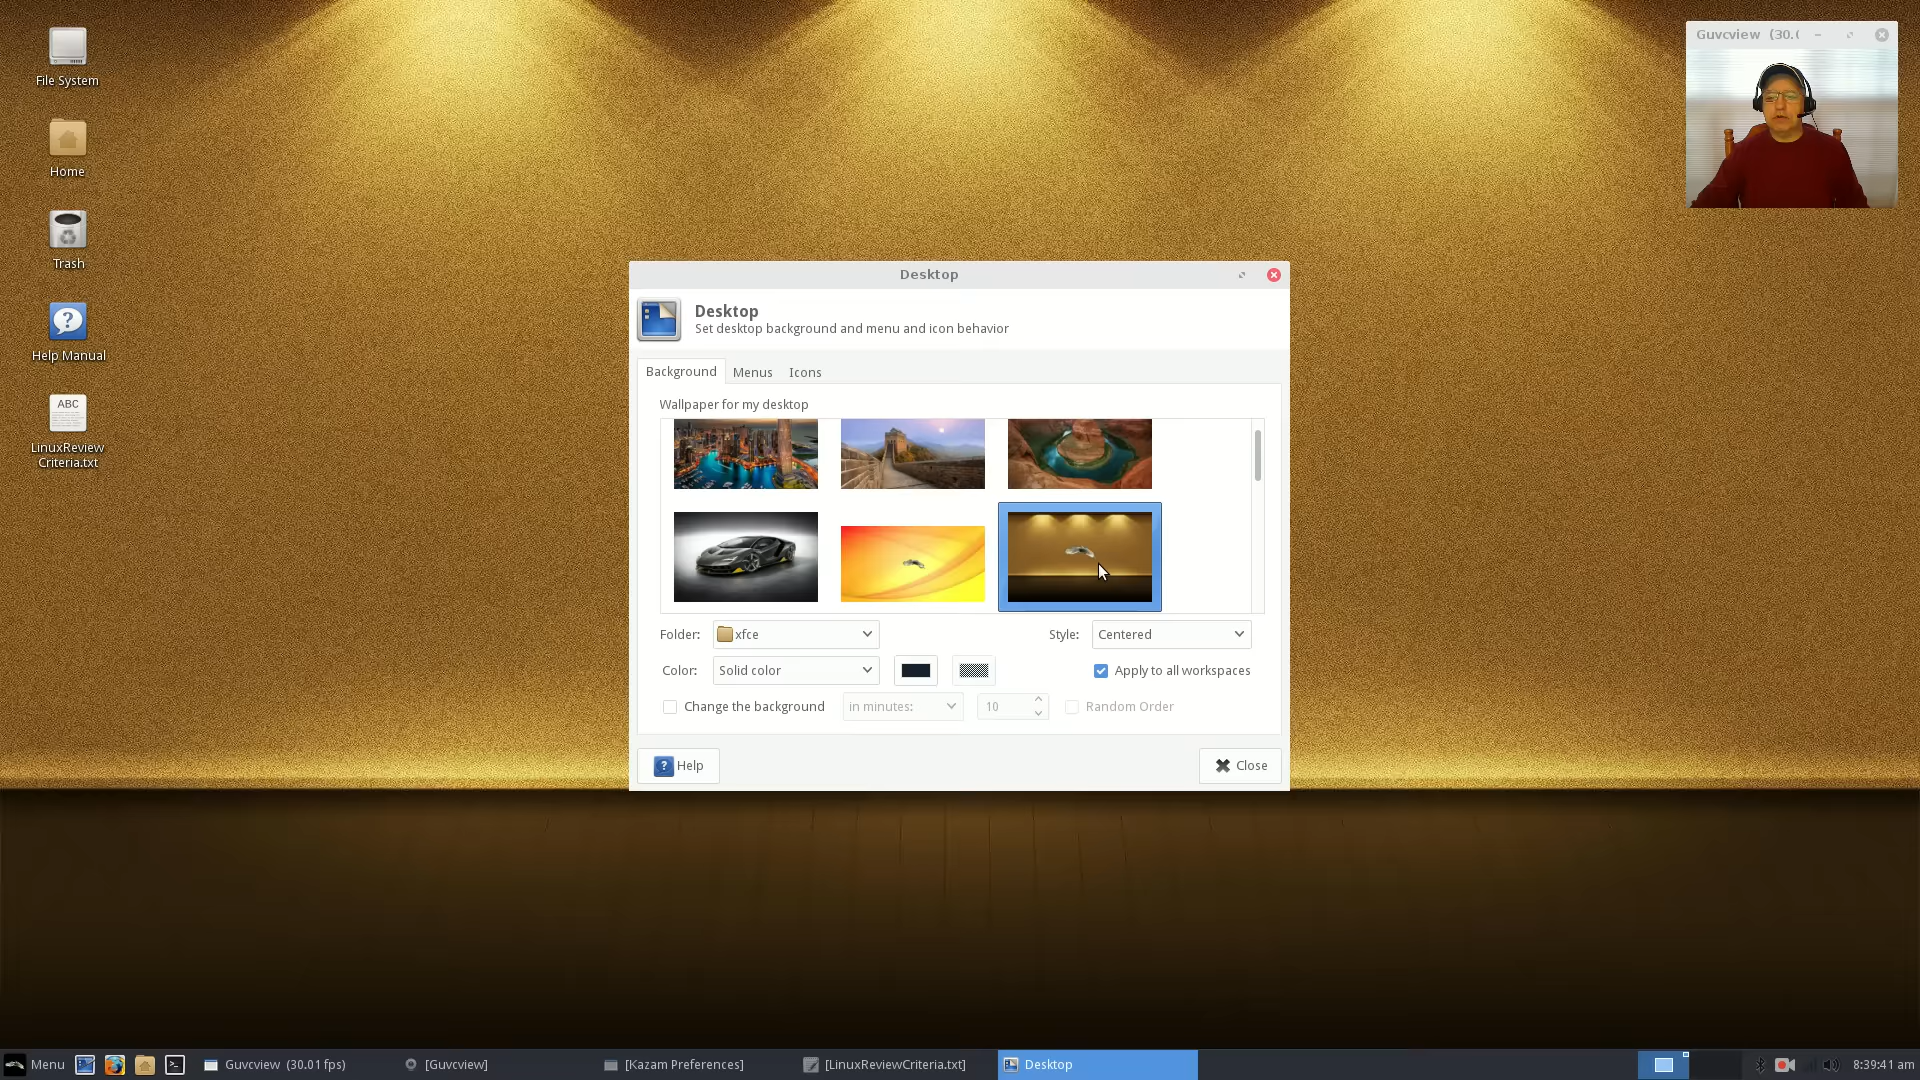 File System
Home
Trash
Help Manual
ABC
LinuxReview
Criteria.txt
Guvcview (30.(
Desktop
Desktop
Set desktop background and menu and icon behavior
Background
Menus
Icons
Wallpaper for my desktop
Folder:
xfce
Style:
Centered
Color:
Solid color
Apply to all workspaces
Change the background
in minutes:
10
Random Order
Help
Close
Menu
Guvcview (30.01 fps)
[Guvcview]
[Kazam Preferences]
[LinuxReviewCriteria.txt]
Desktop
8:39:41 am